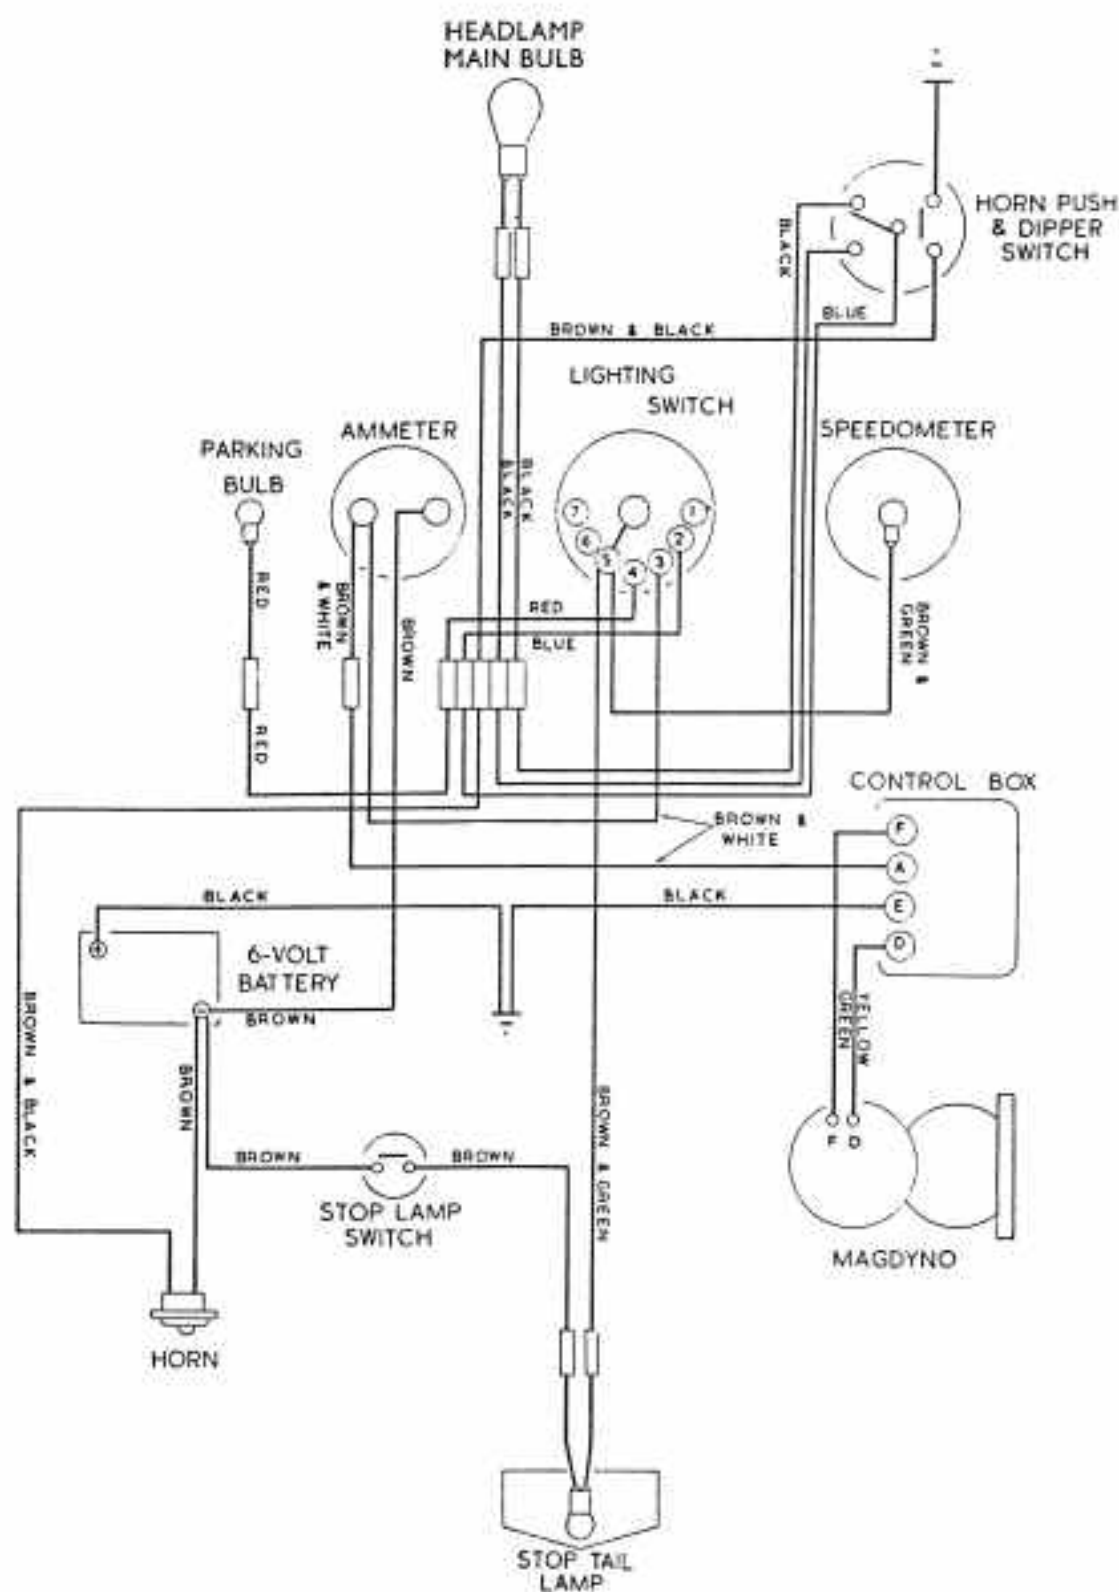 HEADLAMP
MAIN BULB
HORN PUSH
& DIPPER
SWITCH
BLACK
BLUE
BROWN & BLACK
LIGHTING
SWITCH
AMMETER
SPEEDOMETER
PARKING
BULB
BLACK
BLACK
7
6
5
4
3
2
1
RED
BROWN
& WHITE
BROWN
RED
BLUE
BROWN &
GREEN
RED
CONTROL BOX
BROWN &
WHITE
F
A
E
D
BLACK
BLACK
6-VOLT
BATTERY
BROWN
BROWN & BLACK
BROWN
GREEN
YELLOW
F D
MAGDYNO
BROWN
BROWN
BROWN & GREEN
STOP LAMP
SWITCH
HORN
STOP TAIL
LAMP